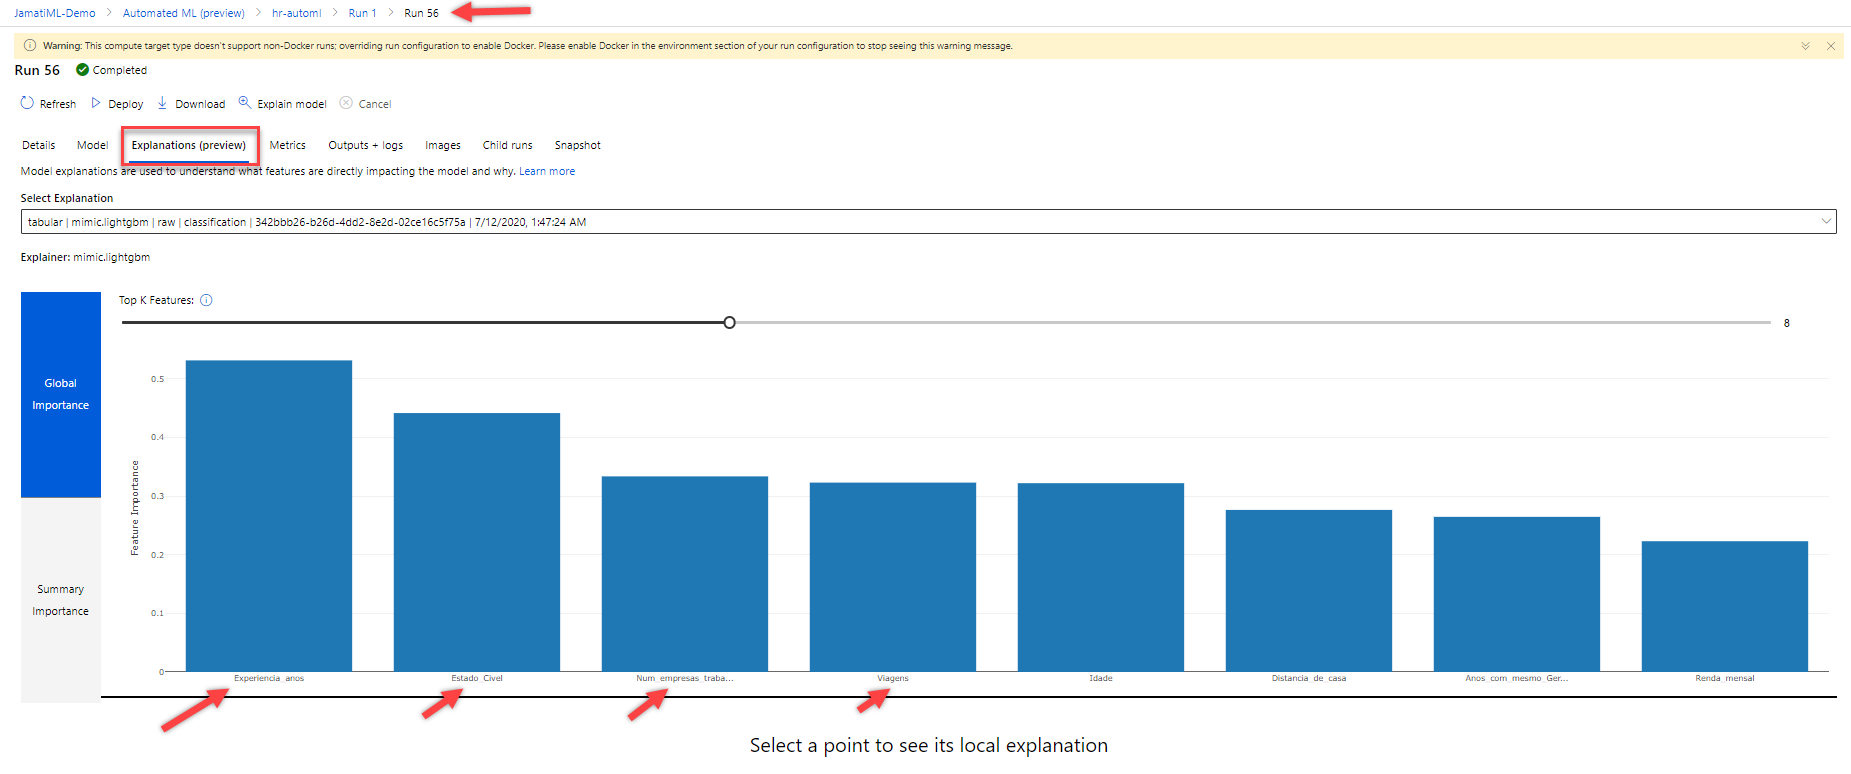 JamatiML-Demo > Automated ML (preview) > hr-automl > Run 1 > Run 56
Warning: This compute target type doesn't support non-Docker runs; overriding run configuration to enable Docker. Please enable Docker in the environment section of your run configuration to stop seeing this warning message.
Run 56 Completed
Refresh Deploy Download Explain model Cancel
Details Model Explanations (preview) Metrics Outputs + logs Images Child runs Snapshot
Model explanations are used to understand what features are directly impacting the model and why. Learn more
Select Explanation
tabular | mimic.lightgbm | raw | classification | 342bbb26-b26d-4dd2-8e2d-02ce16c5f75a | 7/12/2020, 1:47:24 AM
Explainer: mimic.lightgbm
Top K Features:
8
Global
Importance
Summary
Importance
Feature Importance
0.5
0.4
0.3
0.2
0.1
0
Experiencia_anos Estado_Civel Num_empresas_traba... Viagens Idade Distancia_de_casa Anos_com_mesmo_Ger... Renda_mensal
Select a point to see its local explanation